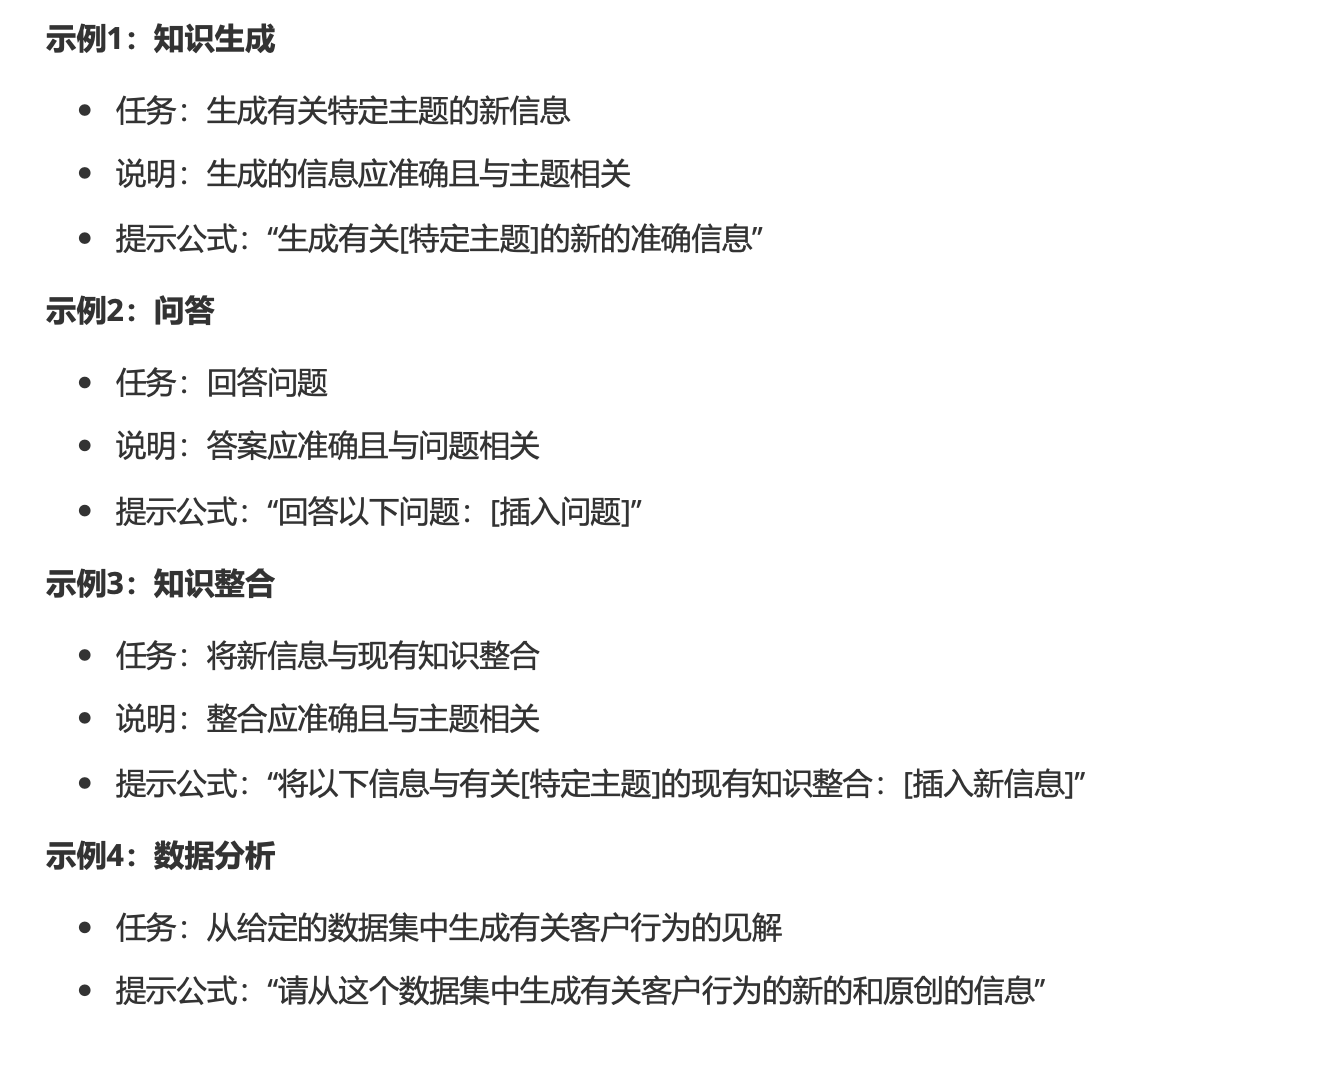 示例1：知识生成
• 任务：生成有关特定主题的新信息
• 说明：生成的信息应准确且与主题相关
• 提示公式：“生成有关[特定主题]的新的准确信息”
示例2：问答
• 任务：回答问题
• 说明：答案应准确且与问题相关
• 提示公式：“回答以下问题：[插入问题]”
示例3：知识整合
• 任务：将新信息与现有知识整合
• 说明：整合应准确且与主题相关
• 提示公式：“将以下信息与有关[特定主题]的现有知识整合：[插入新信息]”
示例4：数据分析
• 任务：从给定的数据集中生成有关客户行为的见解
• 提示公式：“请从这个数据集中生成有关客户行为的新的和原创的信息”